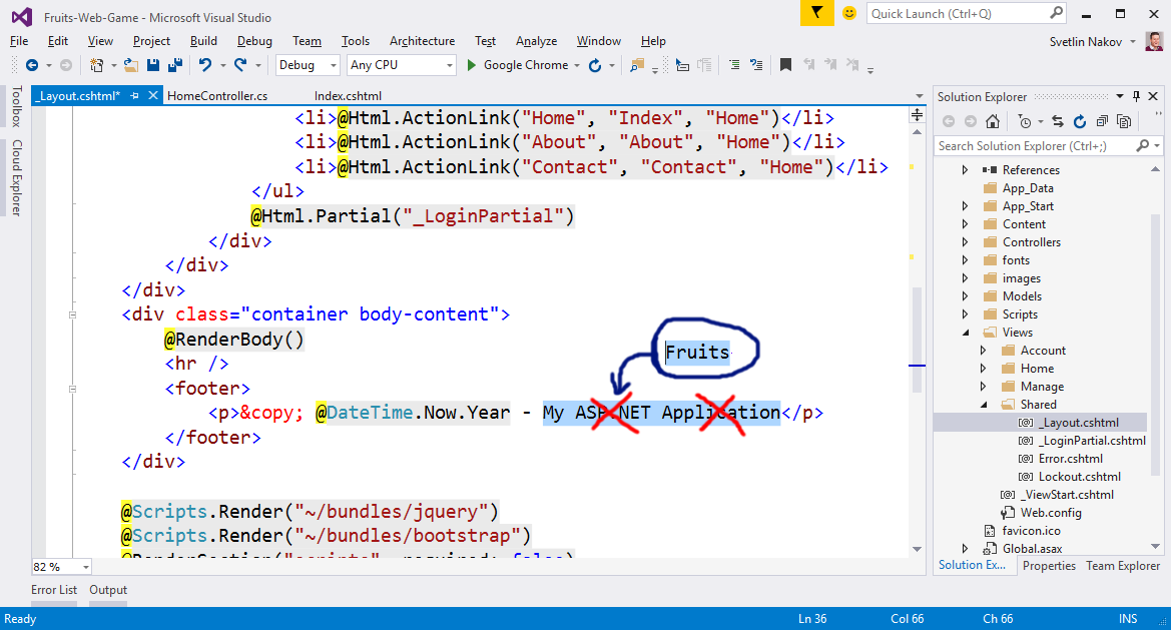 Fruits-Web-Game - Microsoft Visual Studio
Quick Launch (Ctrl+Q)
File Edit View Project Build Debug Team Tools Architecture Test Analyze Window Help
Svetlin Nakov
Debug Any CPU Google Chrome
Toolbox
Cloud Explorer
_Layout.cshtml* HomeController.cs Index.cshtml
<li>@Html.ActionLink("Home", "Index", "Home")</li>
<li>@Html.ActionLink("About", "About", "Home")</li>
<li>@Html.ActionLink("Contact", "Contact", "Home")</li>
</ul>
@Html.Partial("_LoginPartial")
</div>
</div>
</div>
<div class="container body-content">
@RenderBody()
Fruits
<hr />
<footer>
<p>&copy; @DateTime.Now.Year - My ASP.NET Application</p>
</footer>
</div>
@Scripts.Render("~/bundles/jquery")
@Scripts.Render("~/bundles/bootstrap")
@RenderSection("scripts", required: false)
82 %
Solution Explorer
Search Solution Explorer (Ctrl+;)
References
App_Data
App_Start
Content
Controllers
fonts
images
Models
Scripts
Views
Account
Home
Manage
Shared
_Layout.cshtml
_LoginPartial.cshtml
Error.cshtml
Lockout.cshtml
_ViewStart.cshtml
Web.config
favicon.ico
Global.asax
Solution Ex... Properties Team Explorer
Error List Output
Ready Ln 36 Col 66 Ch 66 INS